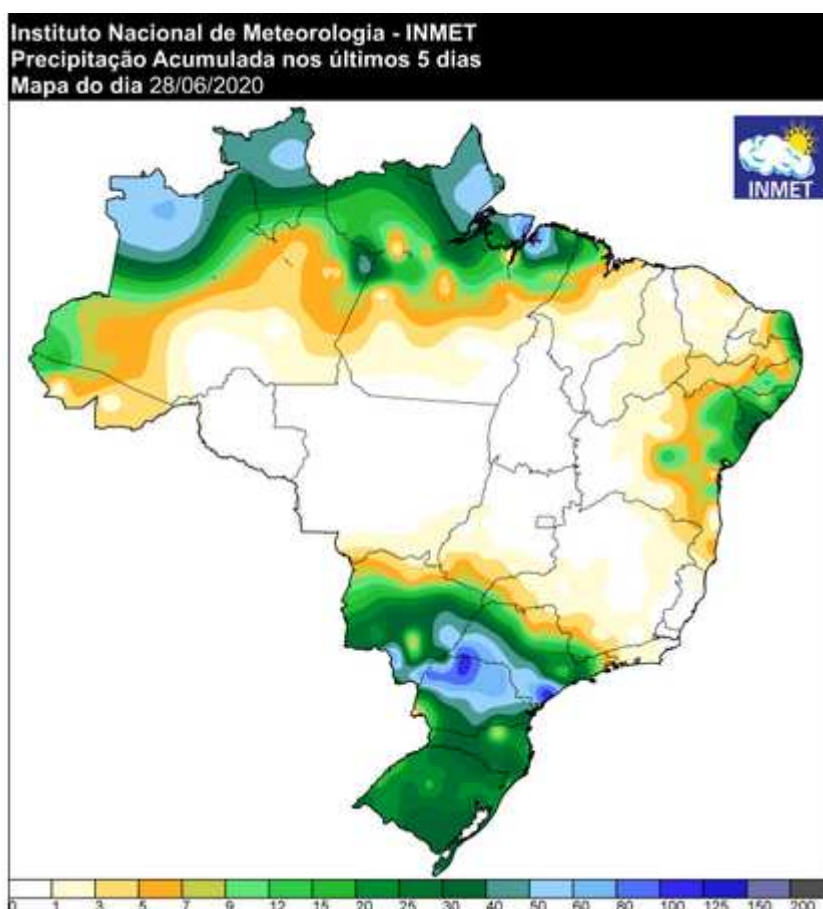 Instituto Nacional de Meteorologia - INMET
Precipitação Acumulada nos últimos 5 dias
Mapa do dia 28/06/2020
INMET
0 1 3 5 7 9 12 15 20 25 30 40 50 60 80 100 125 150 200